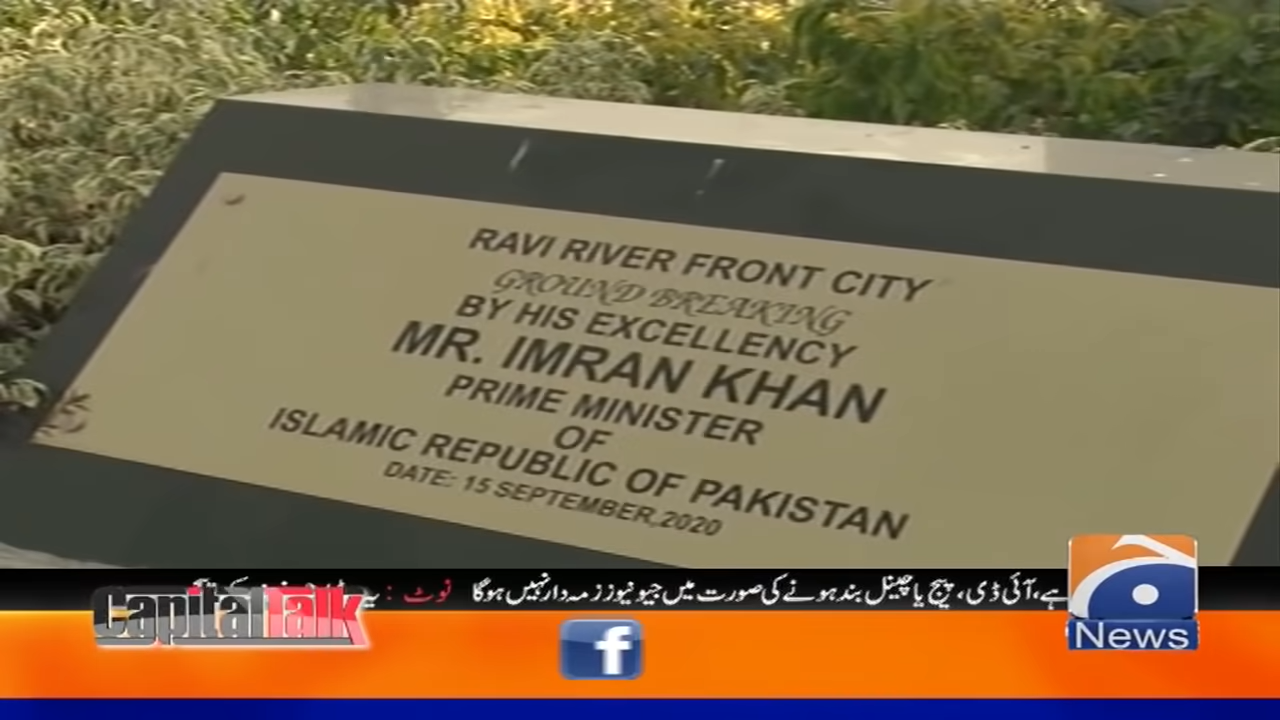 RAVI RIVER FRONT CITY
GROUND BREAKING
BY HIS EXCELLENCY
MR. IMRAN KHAN
PRIME MINISTER
OF
ISLAMIC REPUBLIC OF PAKISTAN
DATE: 15 SEPTEMBER,2020
ہے، آئی ڈی، پیج یا چینل بند ہونے کی صورت میں جیو نیوز ذمہ دار نہیں ہوگا نوٹ : یہ
Capital Talk
f
News